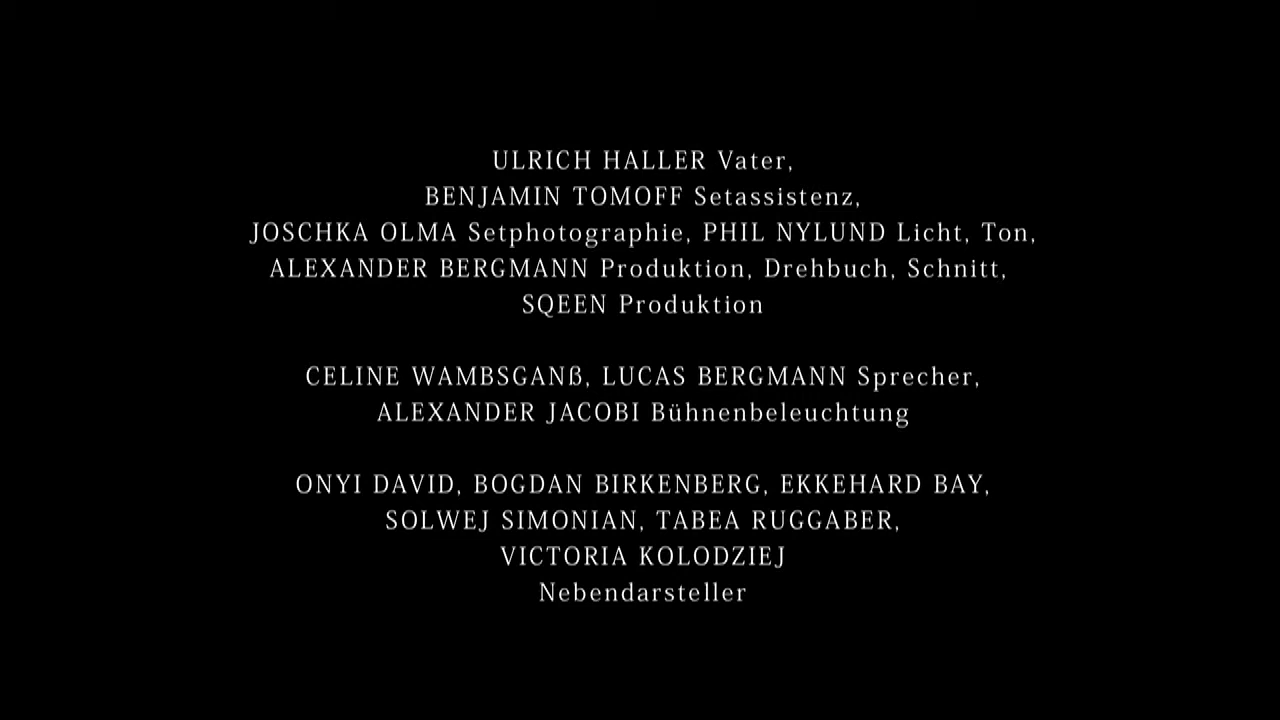 ULRICH HALLER Vater,
BENJAMIN TOMOFF Setassistenz,
JOSCHKA OLMA Setphotographie, PHIL NYLUND Licht, Ton,
ALEXANDER BERGMANN Produktion, Drehbuch, Schnitt,
SQEEN Produktion
CELINE WAMBSGANß, LUCAS BERGMANN Sprecher,
ALEXANDER JACOBI Bühnenbeleuchtung
ONYI DAVID, BOGDAN BIRKENBERG, EKKEHARD BAY,
SOLWEJ SIMONIAN, TABEA RUGGABER,
VICTORIA KOLODZIEJ
Nebendarsteller